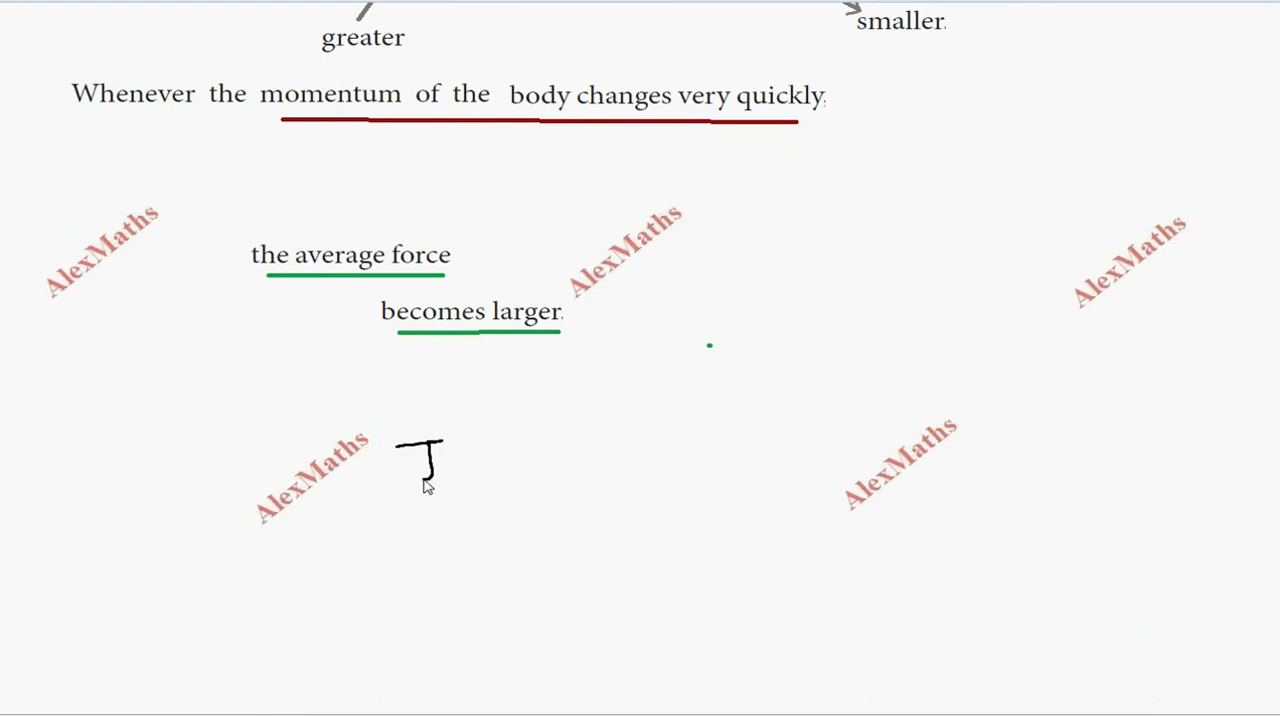 smaller.
greater
Whenever the momentum of the body changes very quickly,
AlexMaths
AlexMaths
AlexMaths
the average force
becomes larger.
AlexMaths
J
AlexMaths